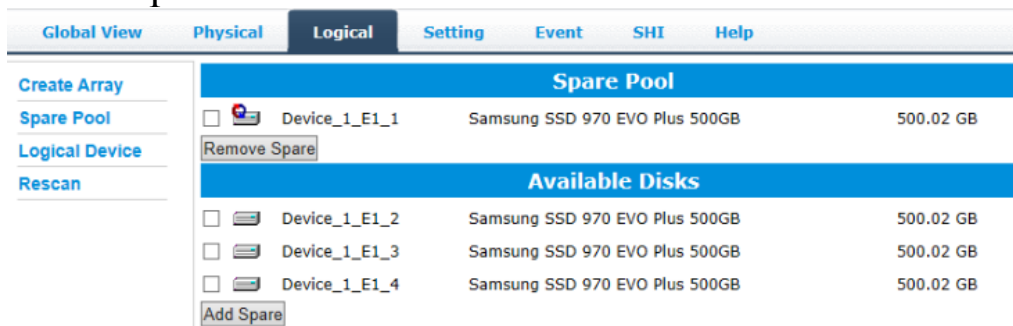 Global View Physical Logical Setting Event SHI Help
Create Array
Spare Pool
Logical Device
Rescan
Spare Pool
Device_1_E1_1 Samsung SSD 970 EVO Plus 500GB 500.02 GB
Remove Spare
Available Disks
Device_1_E1_2 Samsung SSD 970 EVO Plus 500GB 500.02 GB
Device_1_E1_3 Samsung SSD 970 EVO Plus 500GB 500.02 GB
Device_1_E1_4 Samsung SSD 970 EVO Plus 500GB 500.02 GB
Add Spare